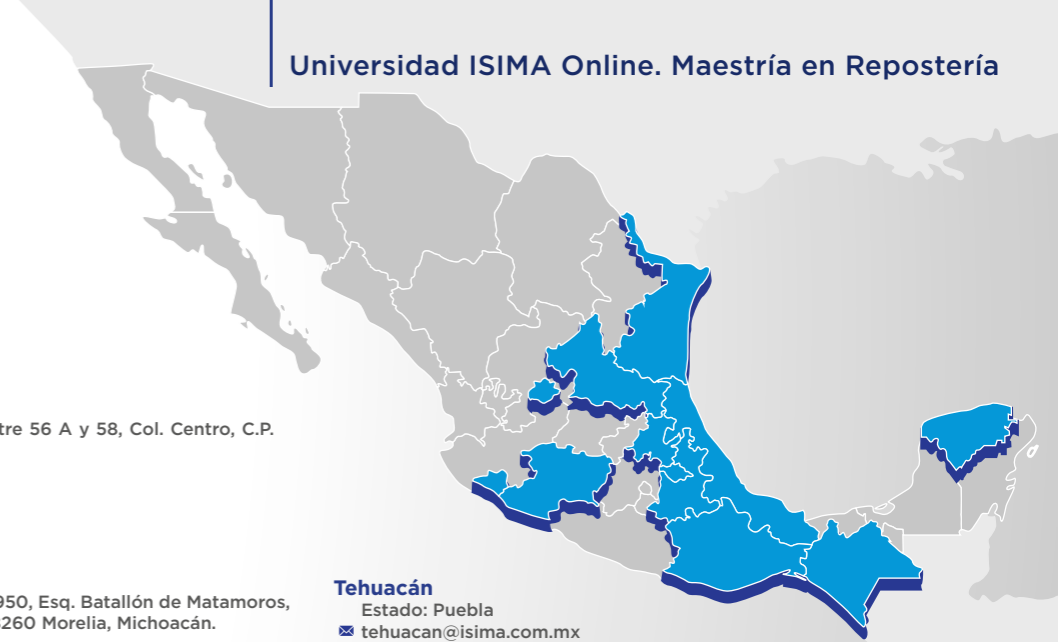 Universidad ISIMA Online. Maestría en Repostería
tre 56 A y 58, Col. Centro, C.P.
950, Esq. Batallón de Matamoros,
260 Morelia, Michoacán.
Tehuacán
Estado: Puebla
tehuacan@isima.com.mx